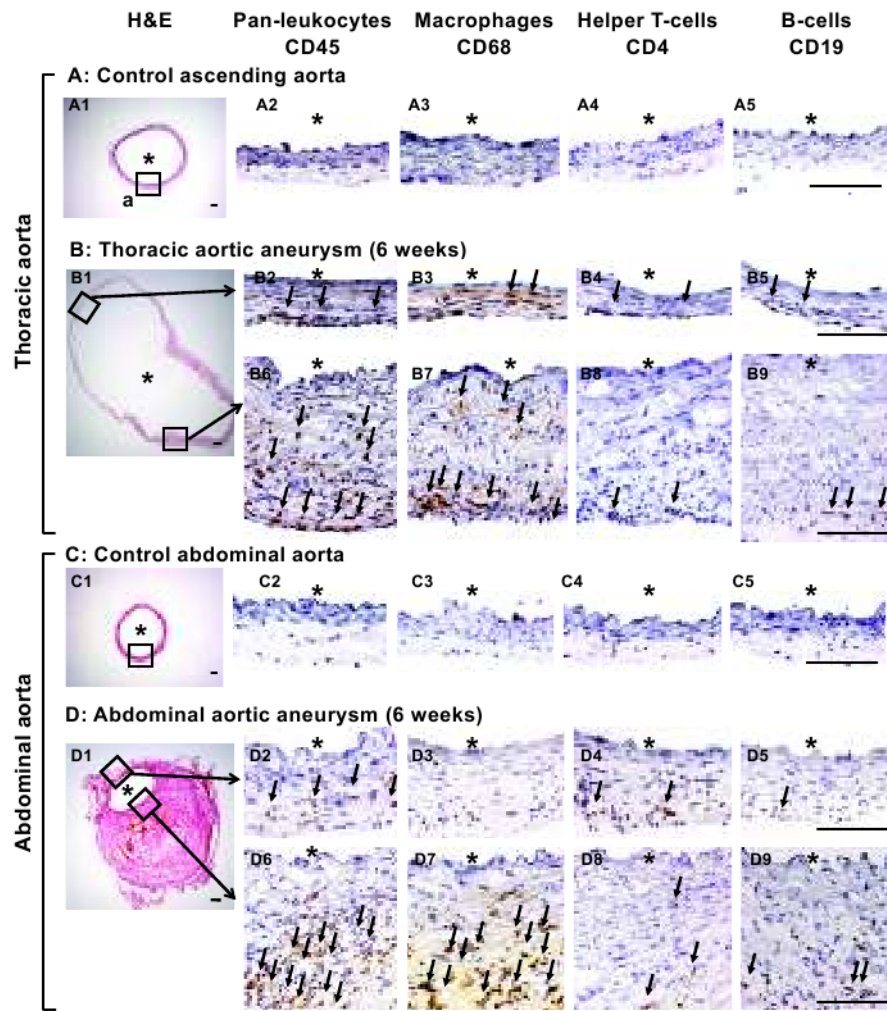 H&E Pan-leukocytes Macrophages Helper T-cells B-cells
CD45 CD68 CD4 CD19
A: Control ascending aorta
A1 A2 A3 A4 A5
* * * * *
a
B: Thoracic aortic aneurysm (6 weeks)
B1 B2 B3 B4 B5
* * * * *
B6 B7 B8 B9
* * * *
Thoracic aorta
C: Control abdominal aorta
C1 C2 C3 C4 C5
* * * * *
D: Abdominal aortic aneurysm (6 weeks)
D1 D2 D3 D4 D5
* * * * *
D6 D7 D8 D9
* * * *
Abdominal aorta